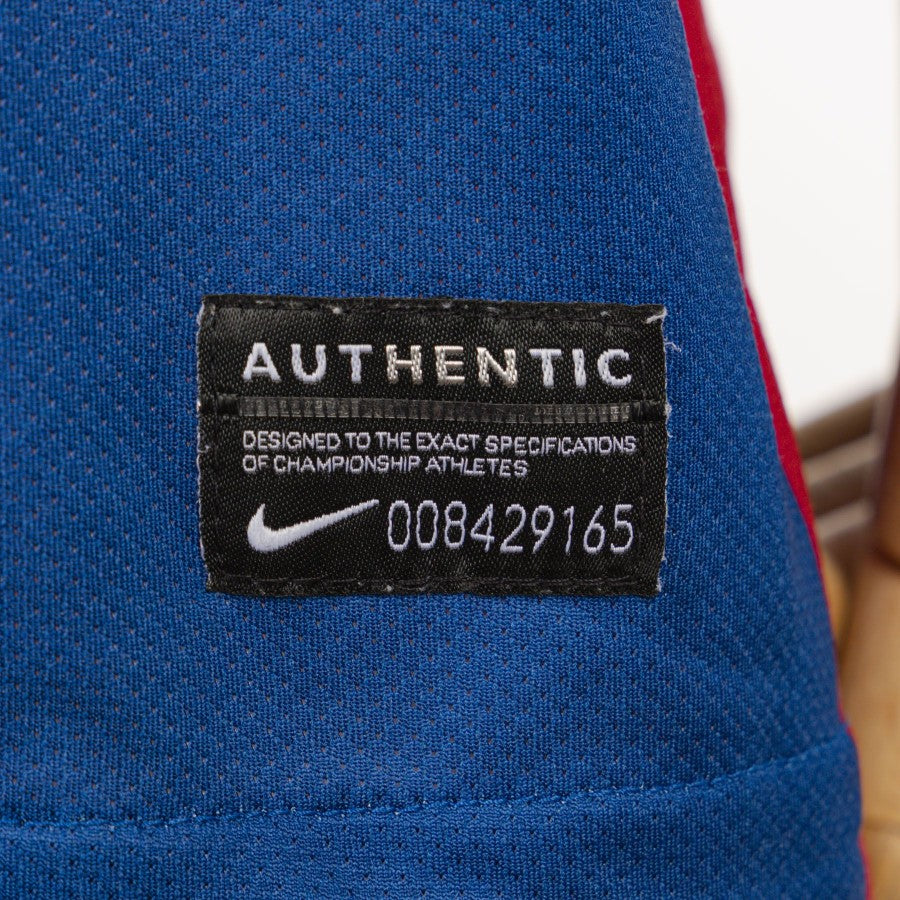 AUTHENTIC
DESIGNED TO THE EXACT SPECIFICATIONS
OF CHAMPIONSHIP ATHLETES
008429165